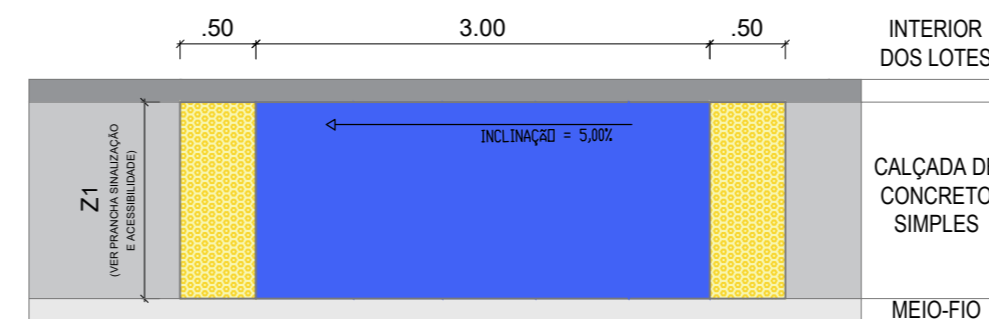 .50
3.00
.50
INTERIOR
DOS LOTES
INCLINAÇÃO = 5,00%
Z1
(VER PRANCHA SINALIZAÇÃO
E ACESSIBILIDADE)
CALÇADA DE
CONCRETO
SIMPLES
MEIO-FIO